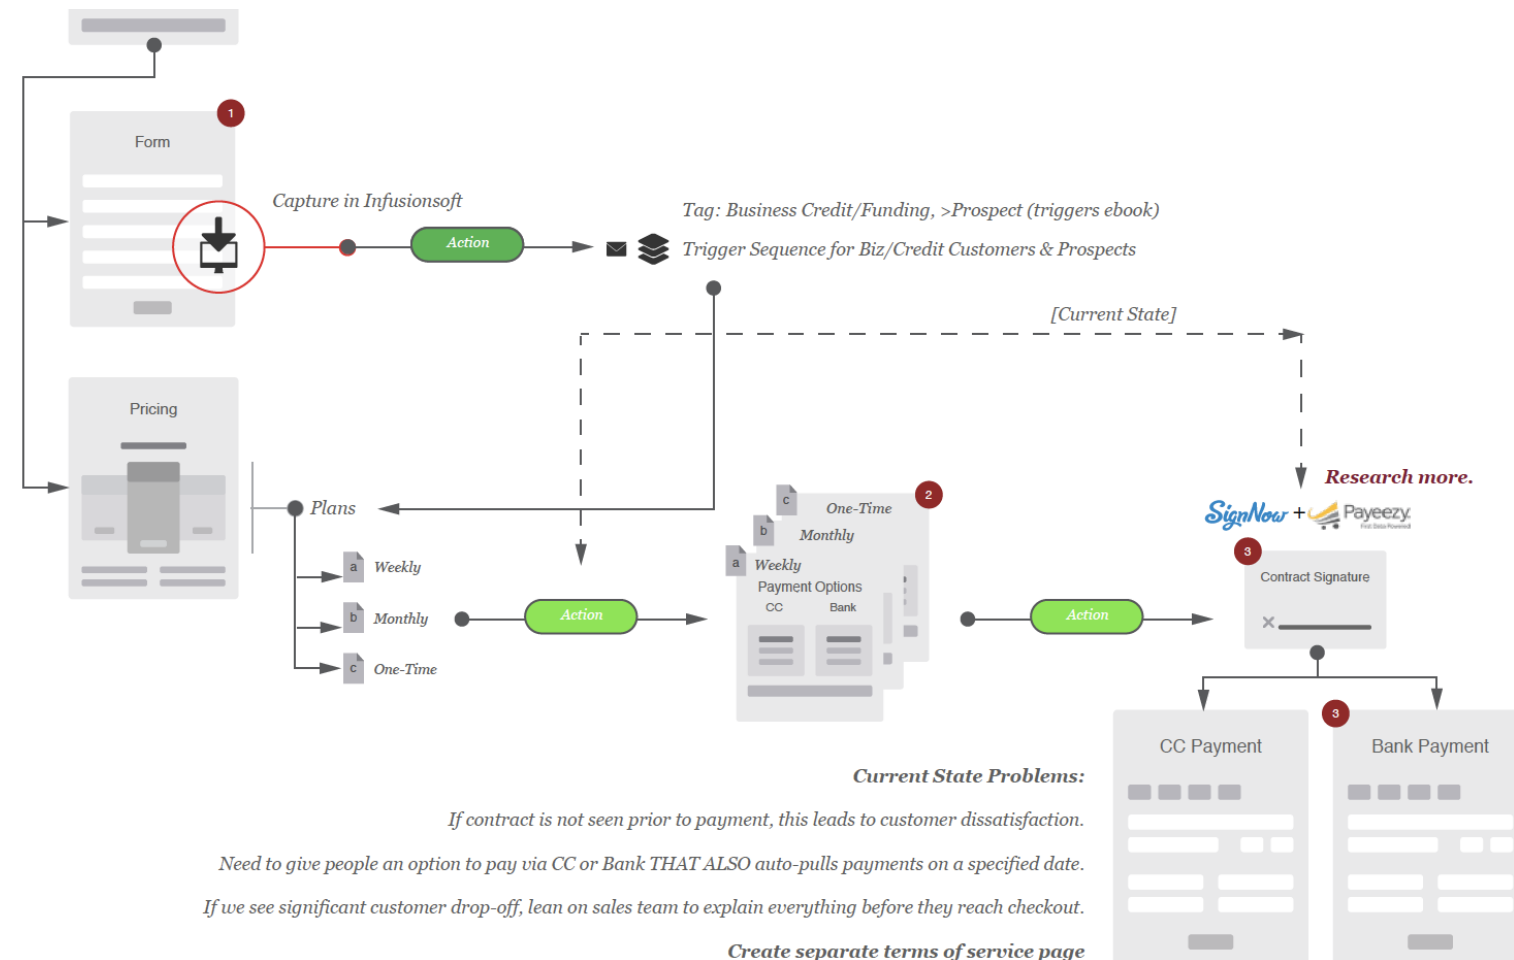 1
Form
Capture in Infusionsoft
Action
Tag: Business Credit/Funding, >Prospect (triggers ebook)
Trigger Sequence for Biz/Credit Customers & Prospects
[Current State]
Pricing
Plans
a Weekly
b Monthly
c One-Time
Action
2
c One-Time
b Monthly
a Weekly
Payment Options
CC Bank
Action
Research more.
SignNow + Payeezy.
First Data Powered
3
Contract Signature
3
CC Payment
Bank Payment
Current State Problems:
If contract is not seen prior to payment, this leads to customer dissatisfaction.
Need to give people an option to pay via CC or Bank THAT ALSO auto-pulls payments on a specified date.
If we see significant customer drop-off, lean on sales team to explain everything before they reach checkout.
Create separate terms of service page